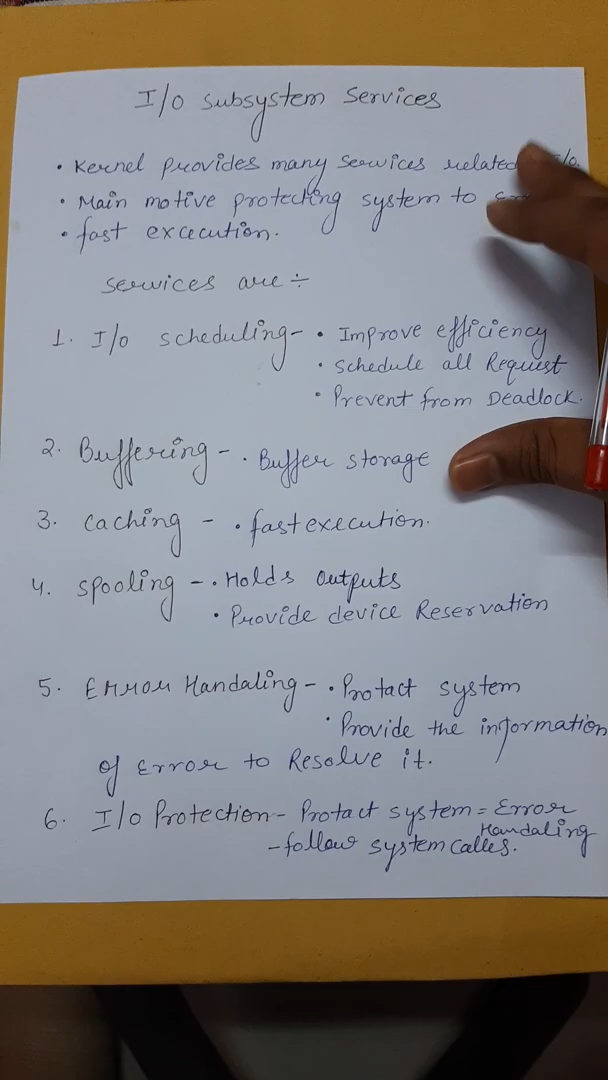 I/O Subsystem Services
• Kernel provides many services related I/O.
• Main motive protecting system to
• fast excecution.
Services are ÷
1. I/o scheduling - • Improve efficiency
• Schedule all Request
• Prevent from Deadlock.
2. Buffering - • Buffer storage
3. Caching - • fast execution.
4. Spooling - • Holds Outputs
• Provide device Reservation
5. Error Handaling - • Protact system
• Provide the information
of Error to Resolve it.
6. I/o Protection - Protact system = Error
Handaling
- follow system calles.